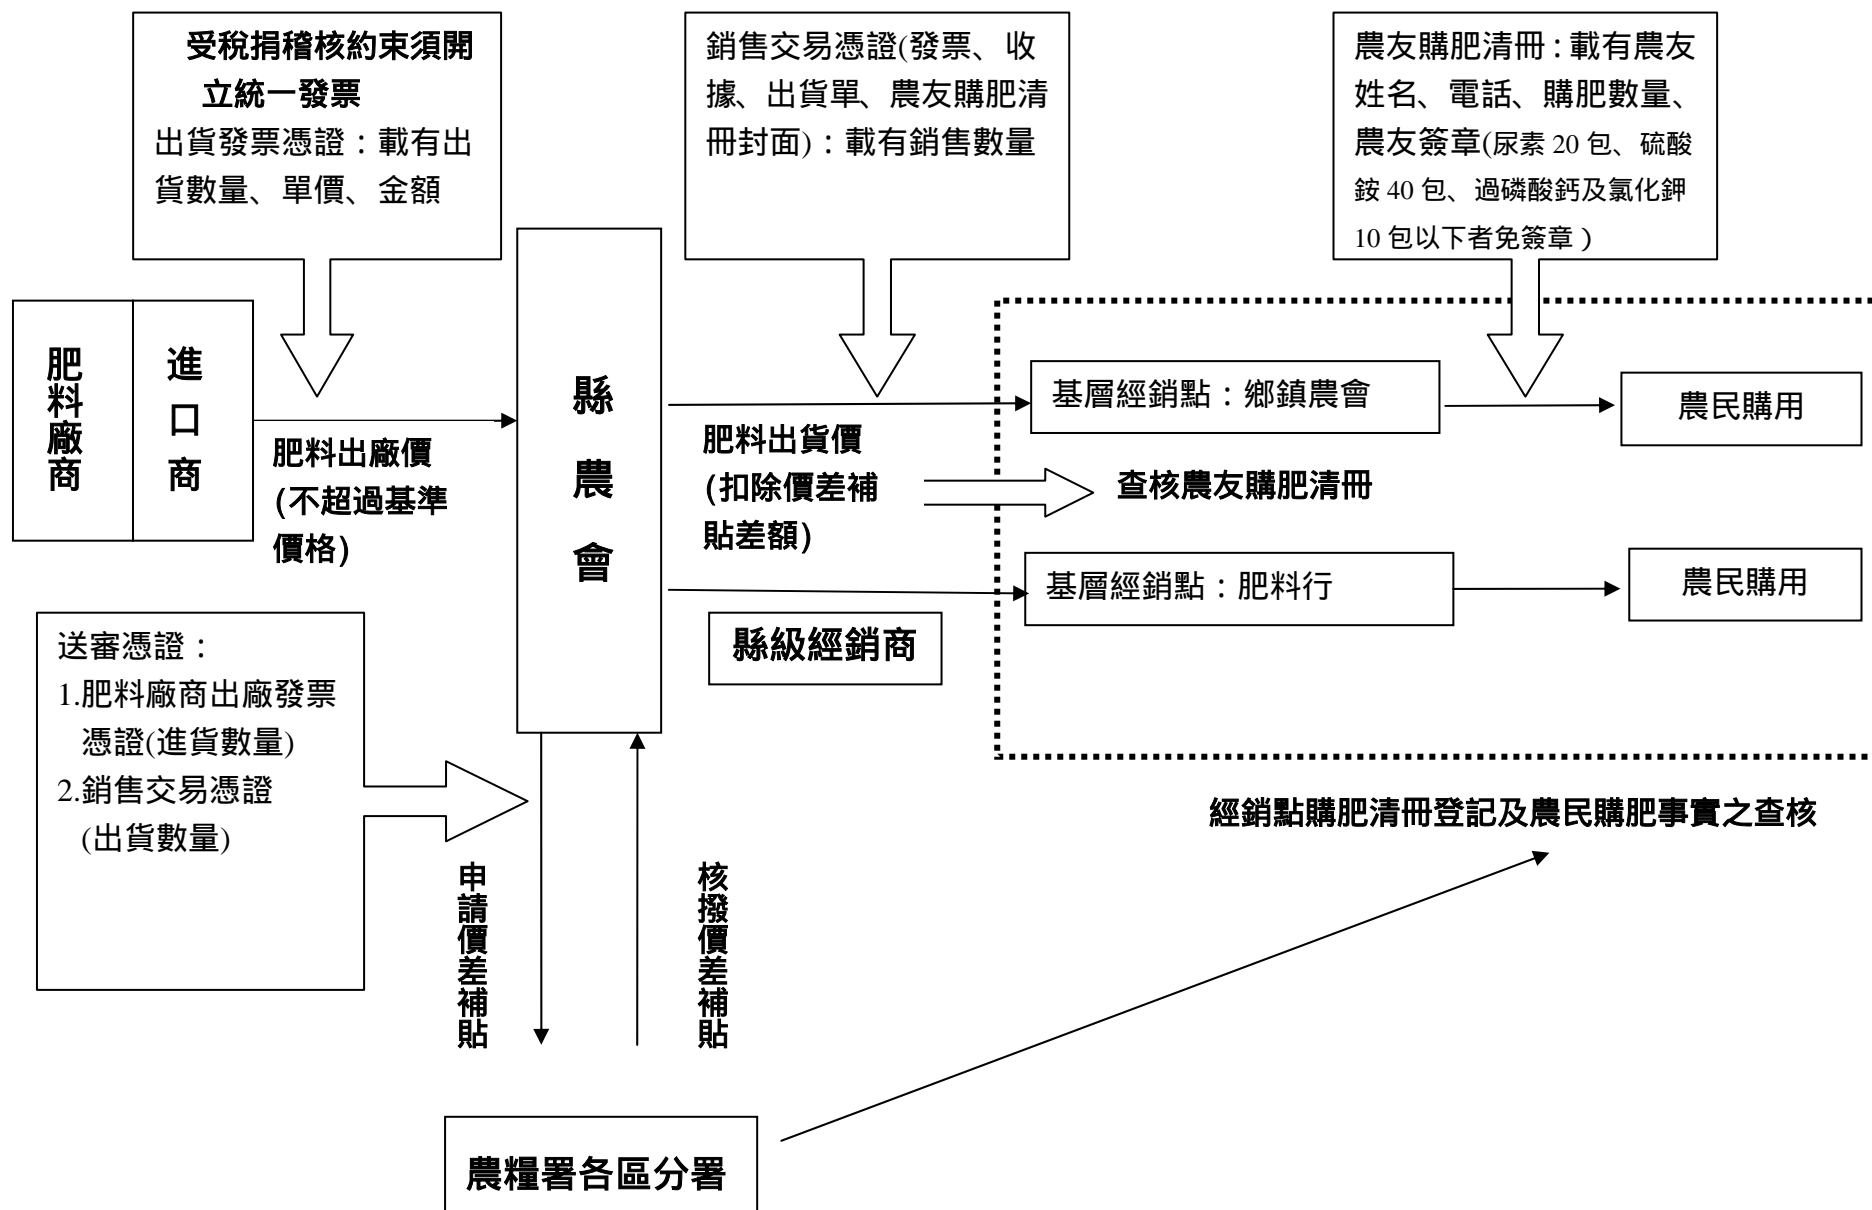 受稅捐稽核約束須開
立統一發票
出貨發票憑證：載有出
貨數量、單價、金額
銷售交易憑證(發票、收
據、出貨單、農友購肥清
冊封面)：載有銷售數量
農友購肥清冊：載有農友
姓名、電話、購肥數量、
農友簽章(尿素 20 包、硫酸
銨 40 包、過磷酸鈣及氯化鉀
10 包以下者免簽章）
肥料廠商
進口商
縣農會
肥料出廠價
(不超過基準
價格)
肥料出貨價
(扣除價差補
貼差額)
基層經銷點：鄉鎮農會
農民購用
查核農友購肥清冊
基層經銷點：肥料行
農民購用
縣級經銷商
送審憑證：
1.肥料廠商出廠發票
憑證(進貨數量)
2.銷售交易憑證
(出貨數量)
經銷點購肥清冊登記及農民購肥事實之查核
申請價差補貼
核撥價差補貼
農糧署各區分署